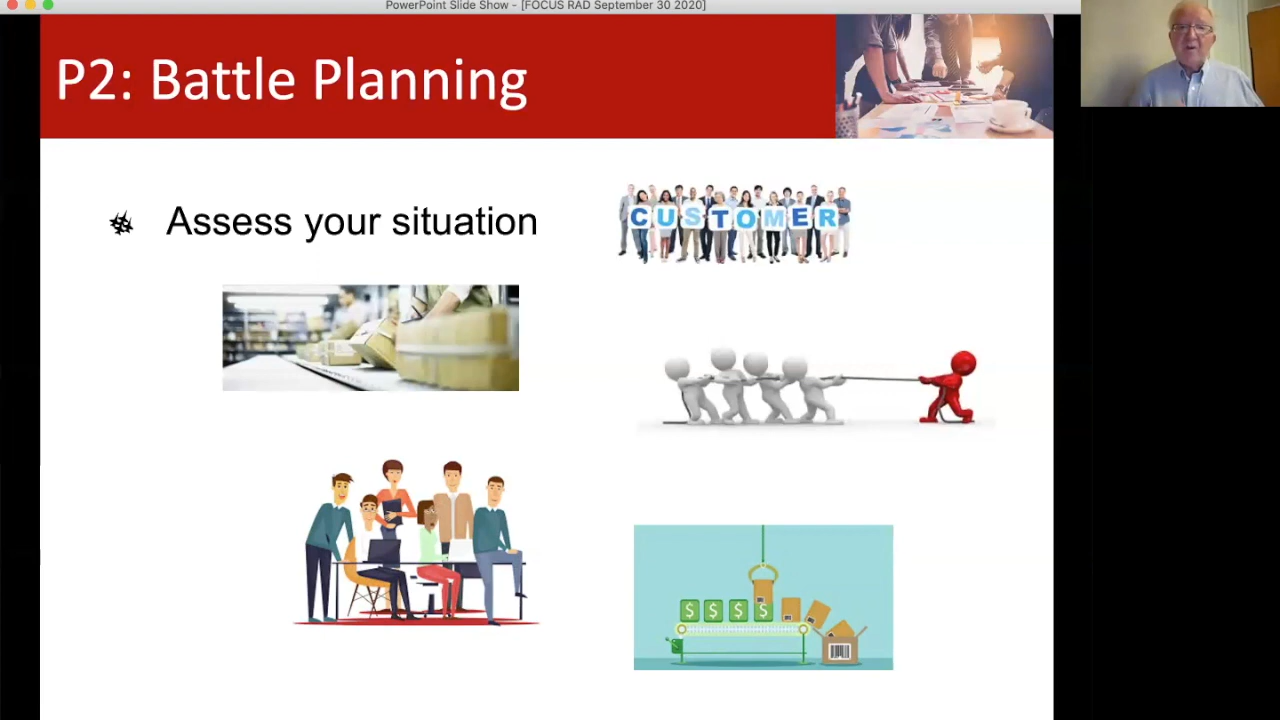 PowerPoint Slide Show - [FOCUS RAD September 30 2020]
P2: Battle Planning
Assess your situation
CUSTOMER
$ $ $ $